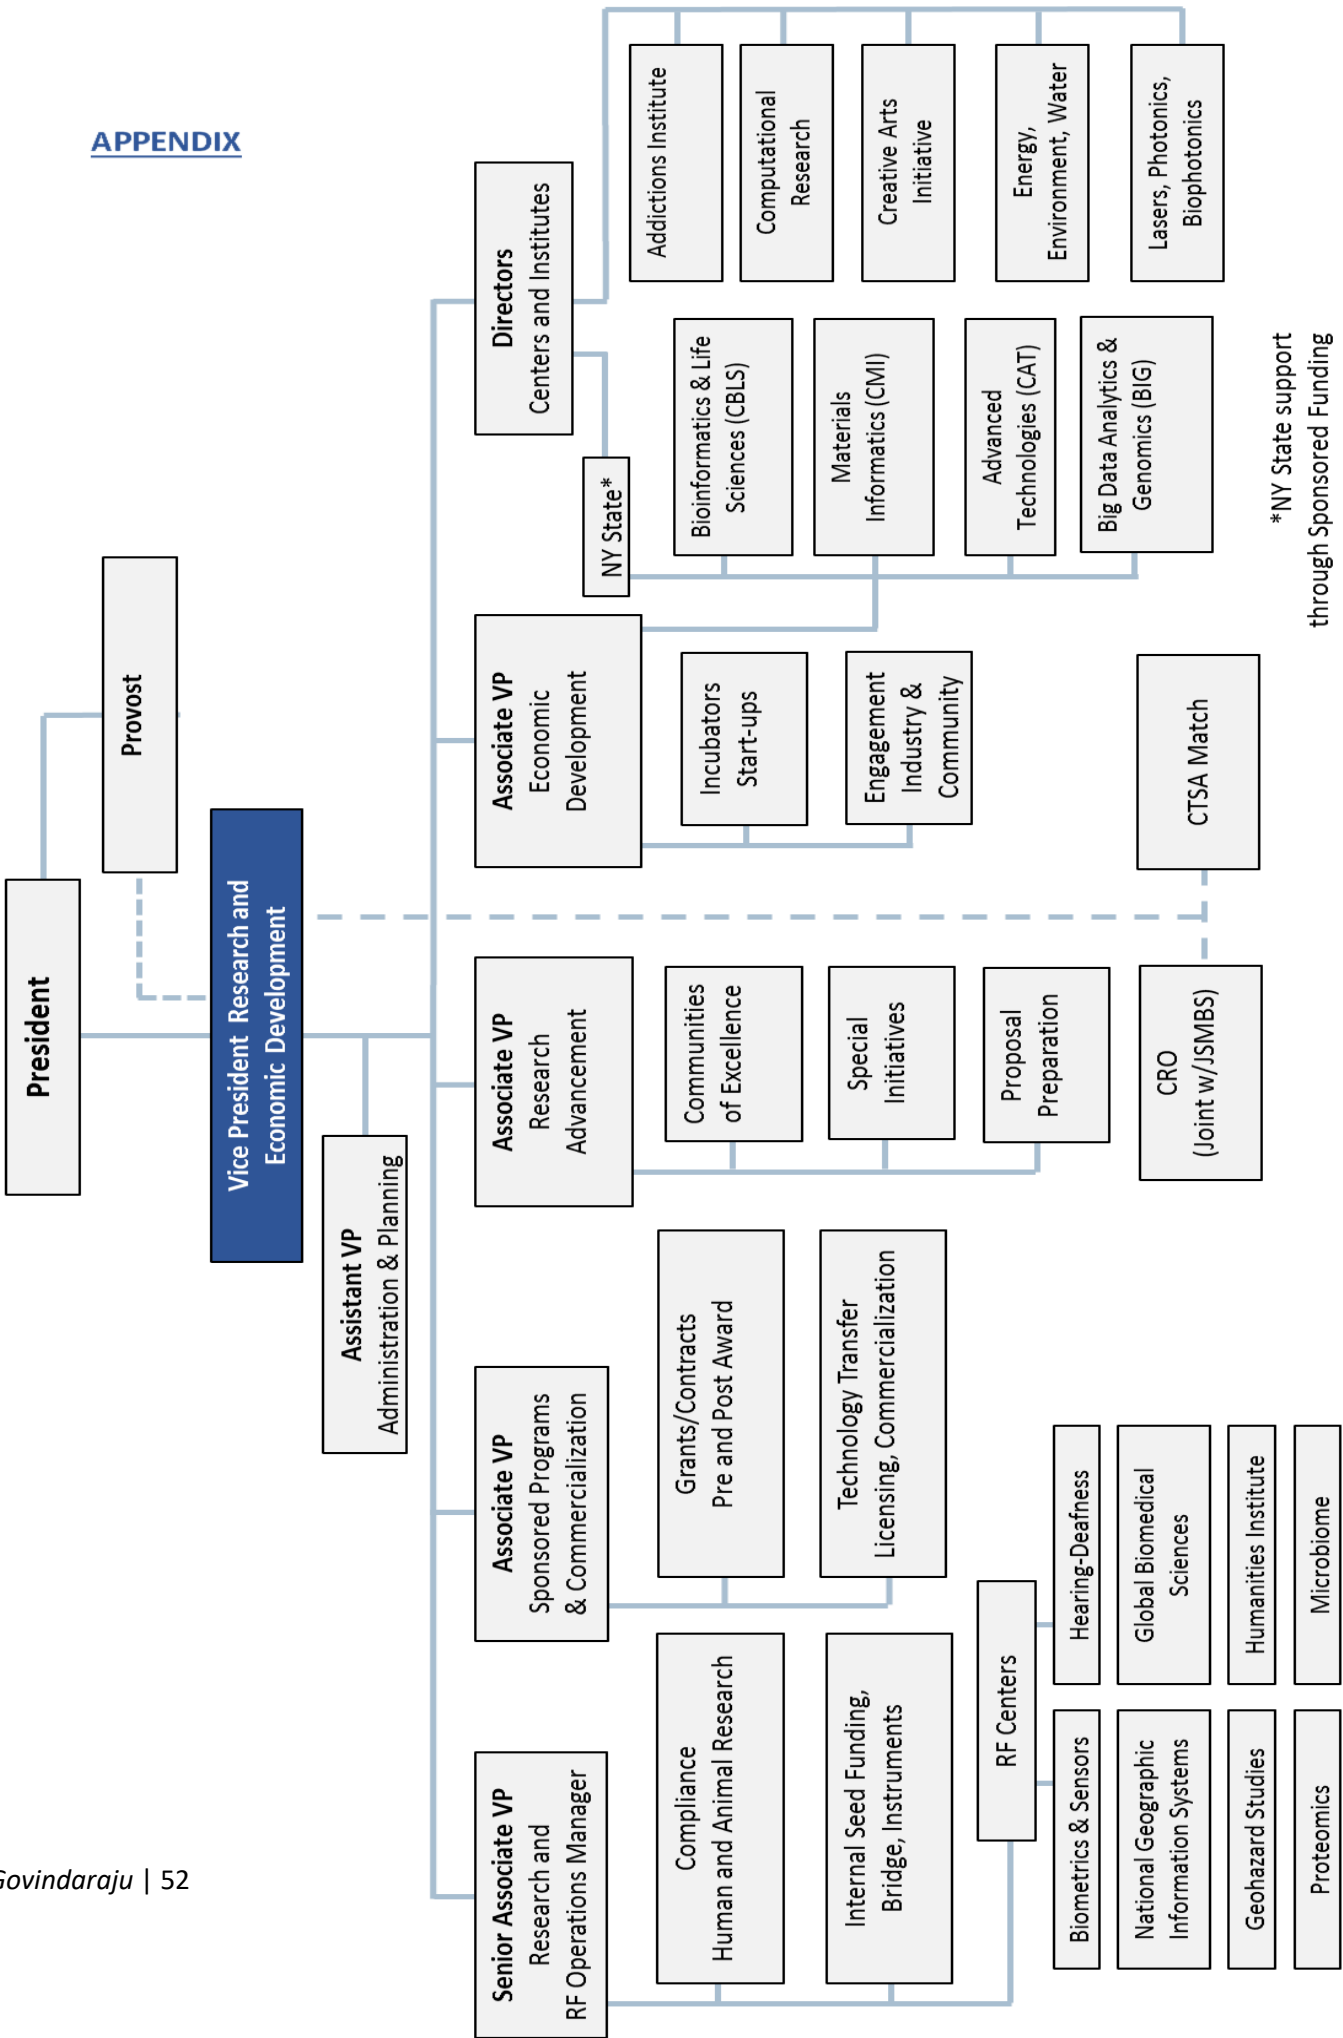 APPENDIX
President
Provost
Vice President Research and
Economic Development
Assistant VP
Administration & Planning
Senior Associate VP
Research and
RF Operations Manager
Compliance
Human and Animal Research
Internal Seed Funding,
Bridge, Instruments
RF Centers
Biometrics & Sensors
National Geographic
Information Systems
Geohazard Studies
Proteomics
Hearing-Deafness
Global Biomedical
Sciences
Humanities Institute
Microbiome
Associate VP
Sponsored Programs
& Commercialization
Grants/Contracts
Pre and Post Award
Technology Transfer
Licensing, Commercialization
Associate VP
Research
Advancement
Communities
of Excellence
Special
Initiatives
Proposal
Preparation
CRO
(Joint w/JSMBS)
CTSA Match
Associate VP
Economic
Development
Incubators
Start-ups
Engagement
Industry &
Community
Directors
Centers and Institutes
NY State*
Bioinformatics & Life
Sciences (CBLS)
Materials
Informatics (CMI)
Advanced
Technologies (CAT)
Big Data Analytics &
Genomics (BIG)
Addictions Institute
Computational
Research
Creative Arts
Initiative
Energy,
Environment, Water
Lasers, Photonics,
Biophotonics
*NY State support
through Sponsored Funding
Govindaraju | 52